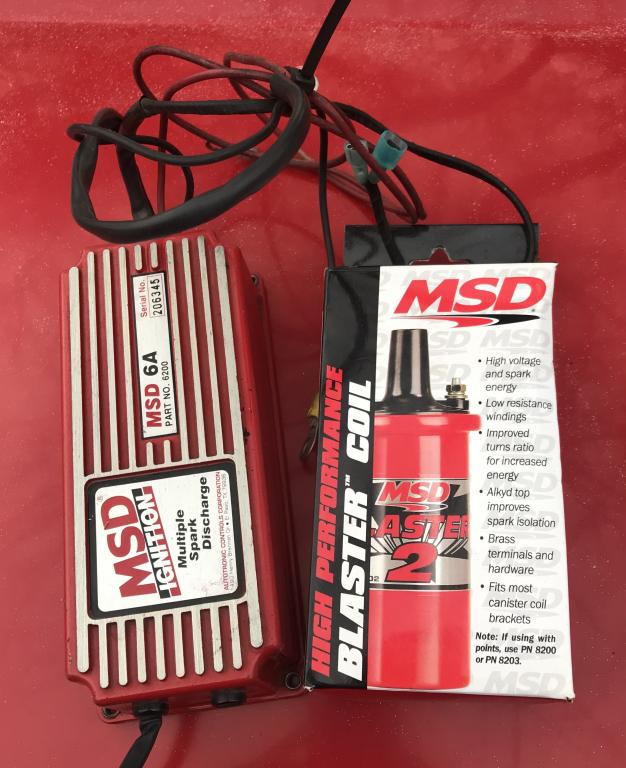 Serial No.
206345
MSD 6A
PART NO. 6200
MSD®
IGNITION
Multiple
Spark
Discharge
AUTOTRONIC CONTROLS CORPORATION
HIGH PERFORMANCE
BLASTER™ COIL
MSD
• High voltage
and spark
energy
• Low resistance
windings
• Improved
turns ratio
for increased
energy
• Alkyd top
improves
spark isolation
• Brass
terminals and
hardware
• Fits most
canister coil
brackets
Note: If using with
points, use PN 8200
or PN 8203.
MSD
BLASTER
2
MSD